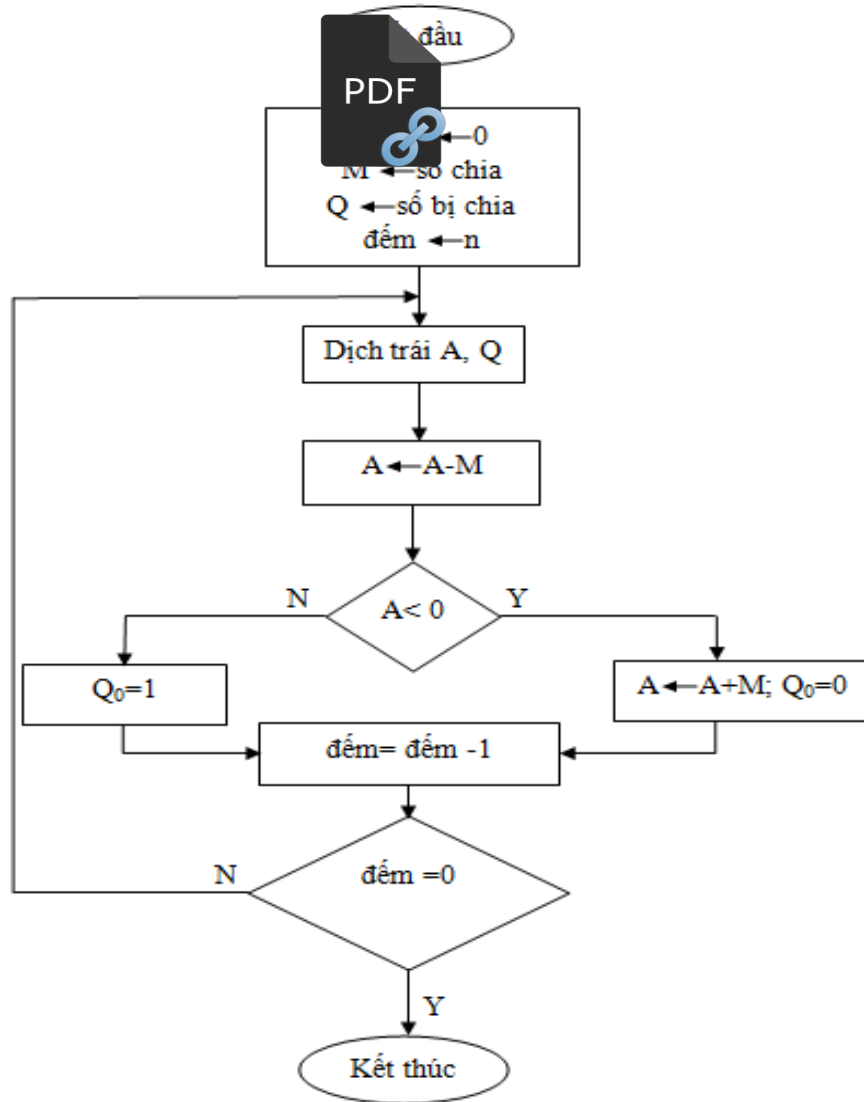 đầu
PDF
←0
M ←số chia
Q ←số bị chia
đếm ←n
Dịch trái A, Q
A←A-M
N
A< 0
Y
Q₀=1
A←A+M; Q₀=0
đếm= đếm -1
N
đếm =0
Y
Kết thúc